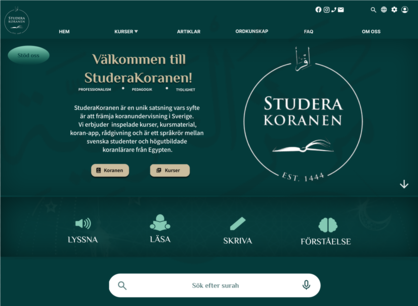 HEM
KURSER
ARTIKLAR
ORDKUNSKAP
FAQ
OM OSS
Stöd oss
Välkommen till
StuderaKoranen!
PROFESSIONALISM
PEDAGOGIK
TYDLIGHET
StuderaKoranen är en unik satsning vars syfte
är att främja koranundervisning i Sverige.
Vi erbjuder inspelade kurser, kursmaterial,
koran-app, rådgivning och är ett språkrör mellan
svenska studenter och högutbildade
koranlärare från Egypten.
Koranen
Kurser
STUDERA
KORANEN
EST. 1444
LYSSNA
LÄSA
SKRIVA
FÖRSTÅELSE
Sök efter surah